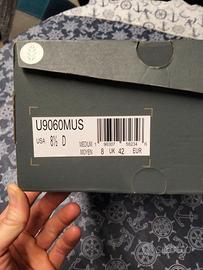 U9060MUS
USA 8½ D
MEDIUM
MOYEN 8 UK 42 EUR